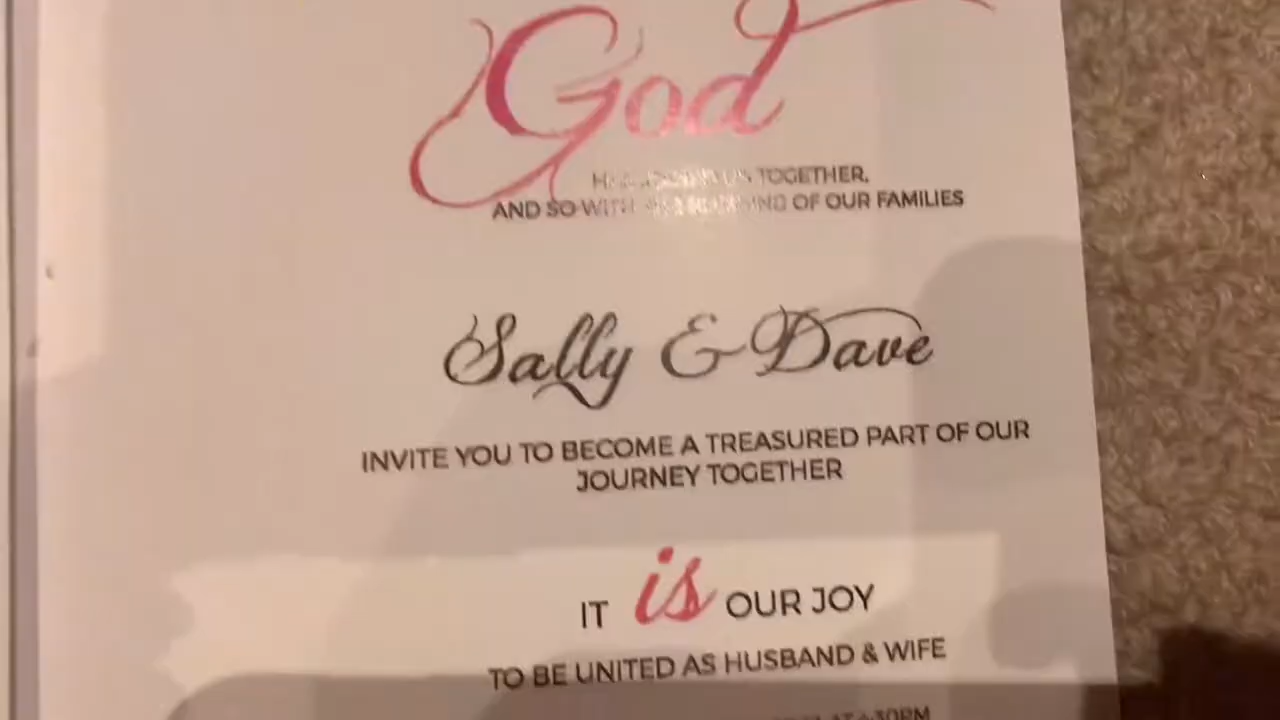 God
TOGETHER,
AND SO WITH OF OUR FAMILIES
Sally & Dave
INVITE YOU TO BECOME A TREASURED PART OF OUR
JOURNEY TOGETHER
IT is OUR JOY
TO BE UNITED AS HUSBAND & WIFE